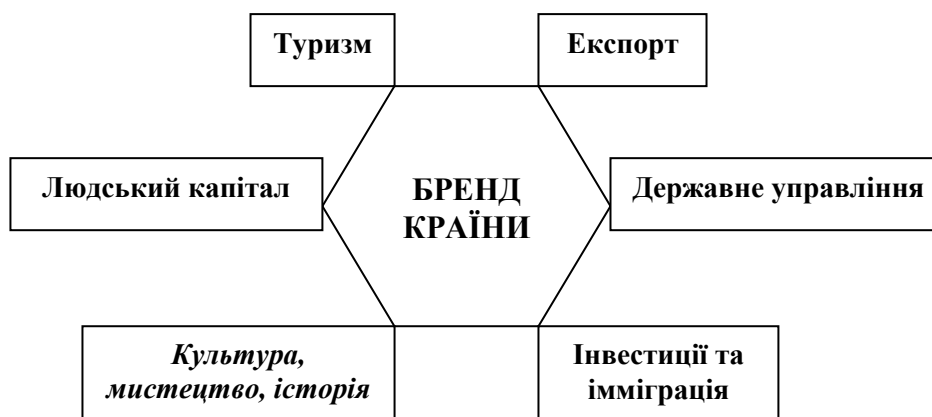 Туризм
Експорт
Людський капітал
БРЕНД
КРАЇНИ
Державне управління
Культура,
мистецтво, історія
Інвестиції та
імміграція